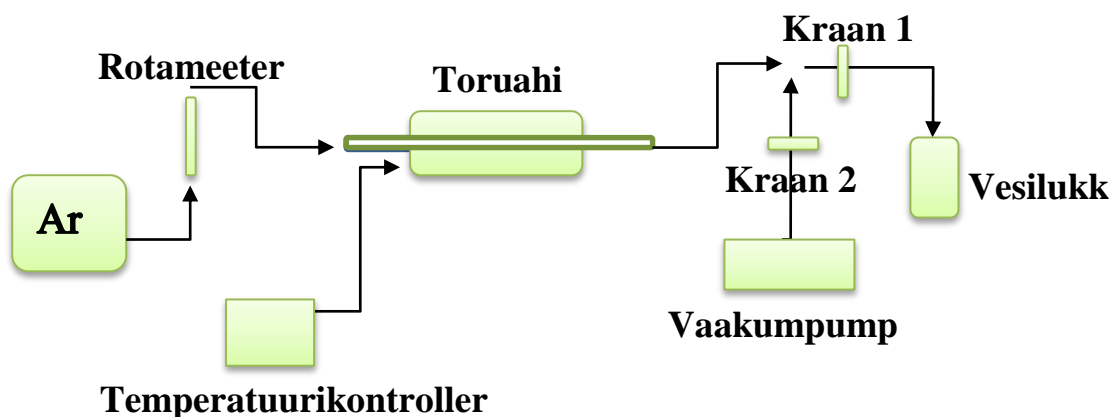 Kraan 1
Rotameeter
Toruahi
Kraan 2
Vesilukk
Ar
Vaakumpump
Temperatuurikontroller